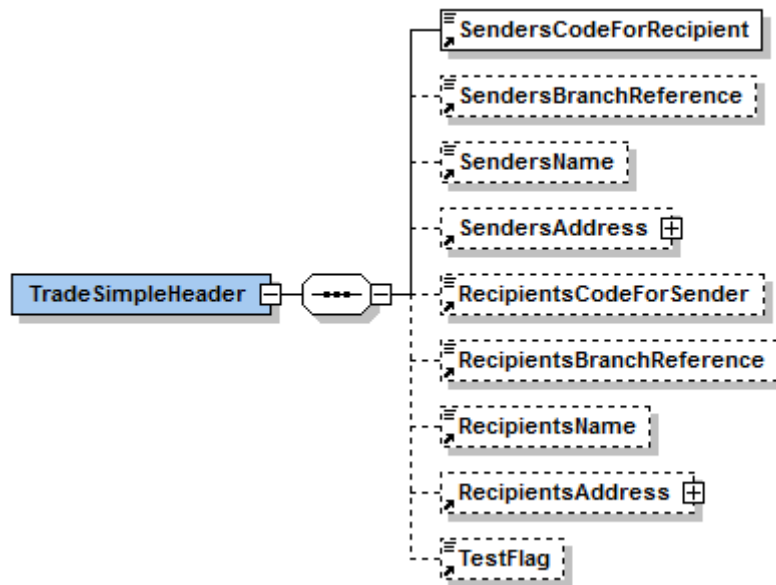 SendersCodeForRecipient
SendersBranchReference
SendersName
SendersAddress
TradeSimpleHeader
RecipientsCodeForSender
RecipientsBranchReference
RecipientsName
RecipientsAddress
TestFlag